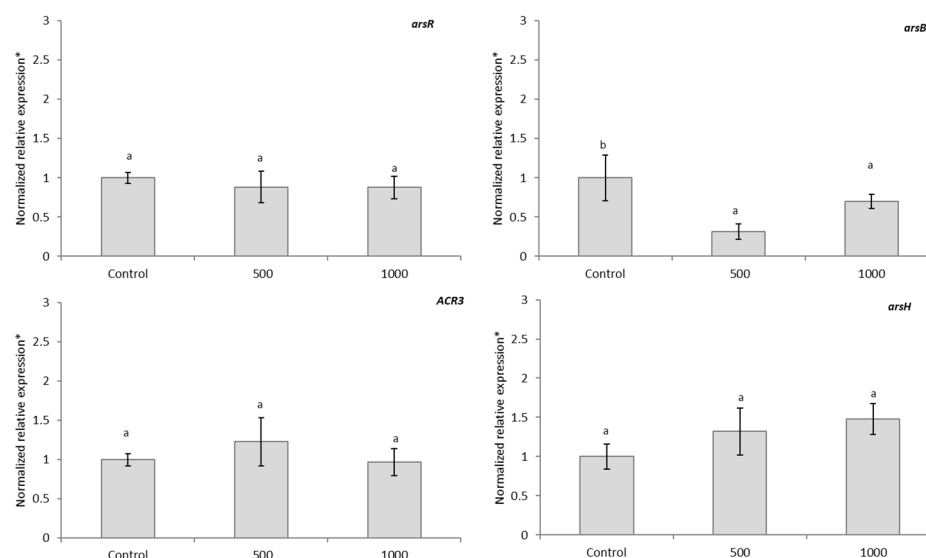 arsR
Normalized relative expression*
3
2.5
2
1.5
1
0.5
0
a
a
a
Control 500 1000
arsB
Normalized relative expression*
3
2.5
2
1.5
1
0.5
0
b
a
a
Control 500 1000
ACR3
Normalized relative expression*
3
2.5
2
1.5
1
0.5
0
a
a
a
Control 500 1000
arsH
Normalized relative expression*
3
2.5
2
1.5
1
0.5
0
a
a
a
Control 500 1000